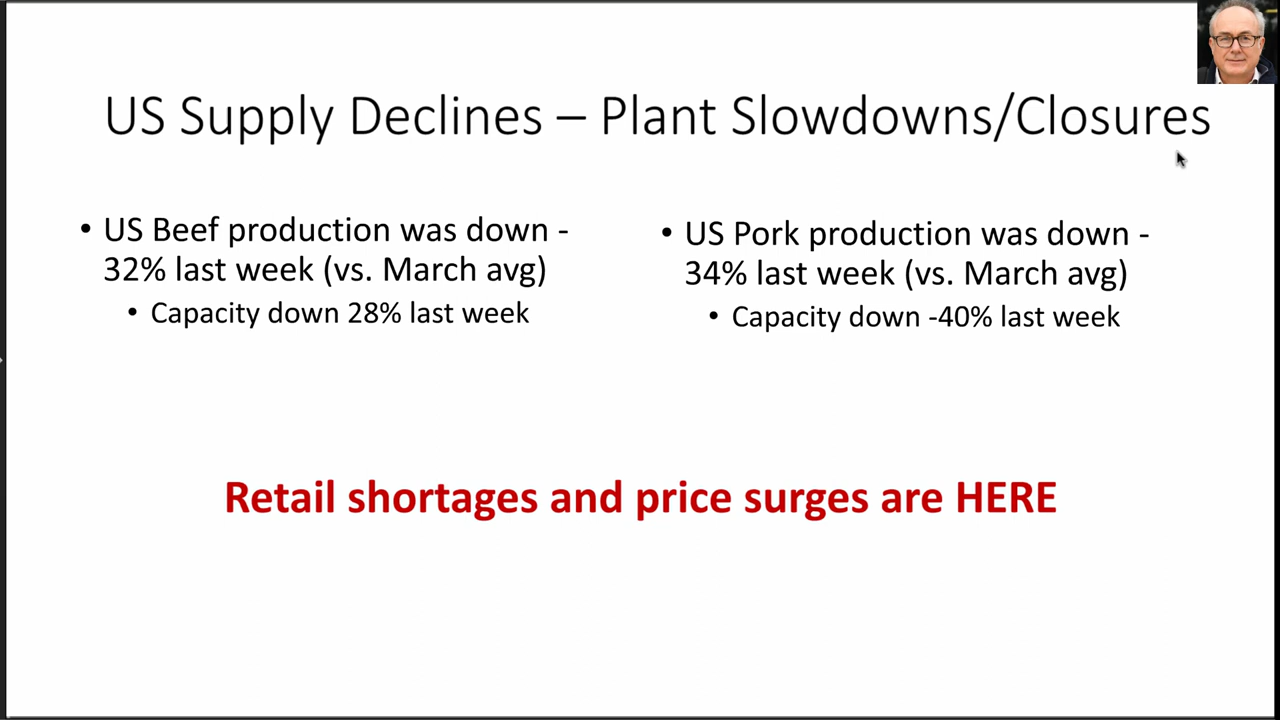 US Supply Declines – Plant Slowdowns/Closures
• US Beef production was down -
32% last week (vs. March avg)
• Capacity down 28% last week
• US Pork production was down -
34% last week (vs. March avg)
• Capacity down -40% last week
Retail shortages and price surges are HERE